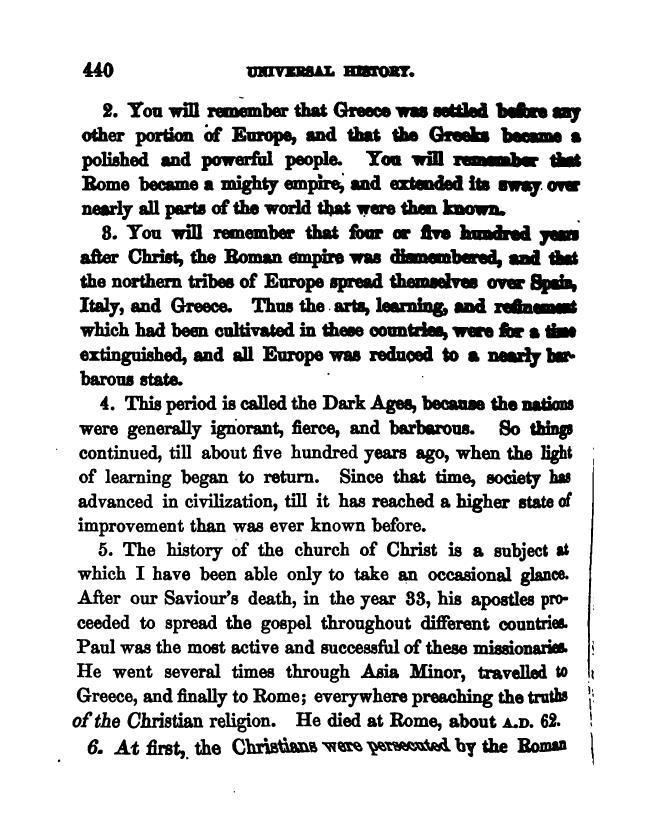 440 UNIVERSAL HISTORY.
2. You will remember that Greece was settled before any
other portion of Europe, and that the Greeks became a
polished and powerful people. You will remember that
Rome became a mighty empire, and extended its sway over
nearly all parts of the world that were then known.
3. You will remember that four or five hundred years
after Christ, the Roman empire was dismembered, and that
the northern tribes of Europe spread themselves over Spain,
Italy, and Greece. Thus the arts, learning, and refinement
which had been cultivated in these countries, were for a time
extinguished, and all Europe was reduced to a nearly bar-
barous state.
4. This period is called the Dark Ages, because the nations
were generally ignorant, fierce, and barbarous. So things
continued, till about five hundred years ago, when the light
of learning began to return. Since that time, society has
advanced in civilization, till it has reached a higher state of
improvement than was ever known before.
5. The history of the church of Christ is a subject at
which I have been able only to take an occasional glance.
After our Saviour's death, in the year 33, his apostles pro-
ceeded to spread the gospel throughout different countries.
Paul was the most active and successful of these missionaries.
He went several times through Asia Minor, travelled to
Greece, and finally to Rome; everywhere preaching the truths
of the Christian religion. He died at Rome, about A.D. 62.
6. At first, the Christians were persecuted by the Roman